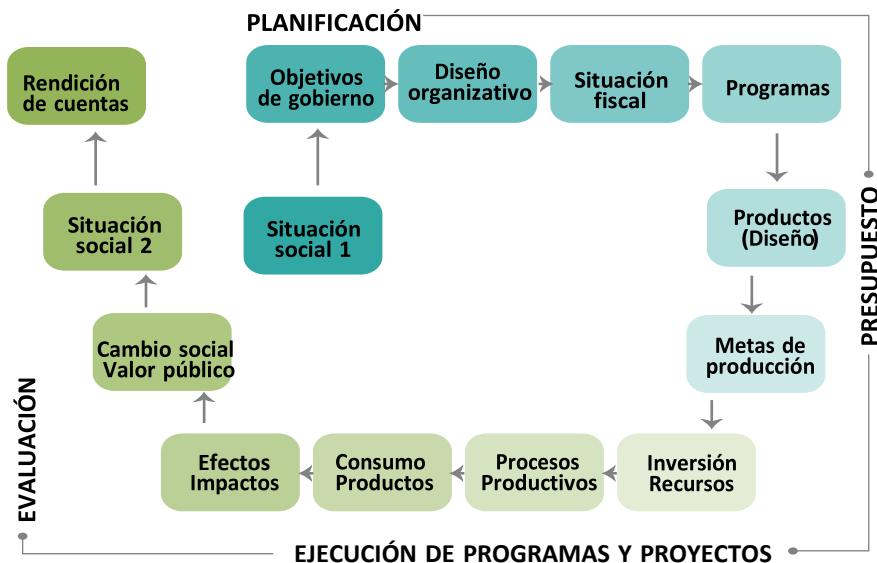 PLANIFICACIÓN
Objetivos
de gobierno
Diseño
organizativo
Situación
fiscal
Programas
Productos
(Diseño)
Metas de
producción
Inversión
Recursos
Procesos
Productivos
Consumo
Productos
Efectos
Impactos
Cambio social
Valor público
Situación
social 2
Rendición
de cuentas
Situación
social 1
PRESUPUESTO
EJECUCIÓN DE PROGRAMAS Y PROYECTOS
EVALUACIÓN